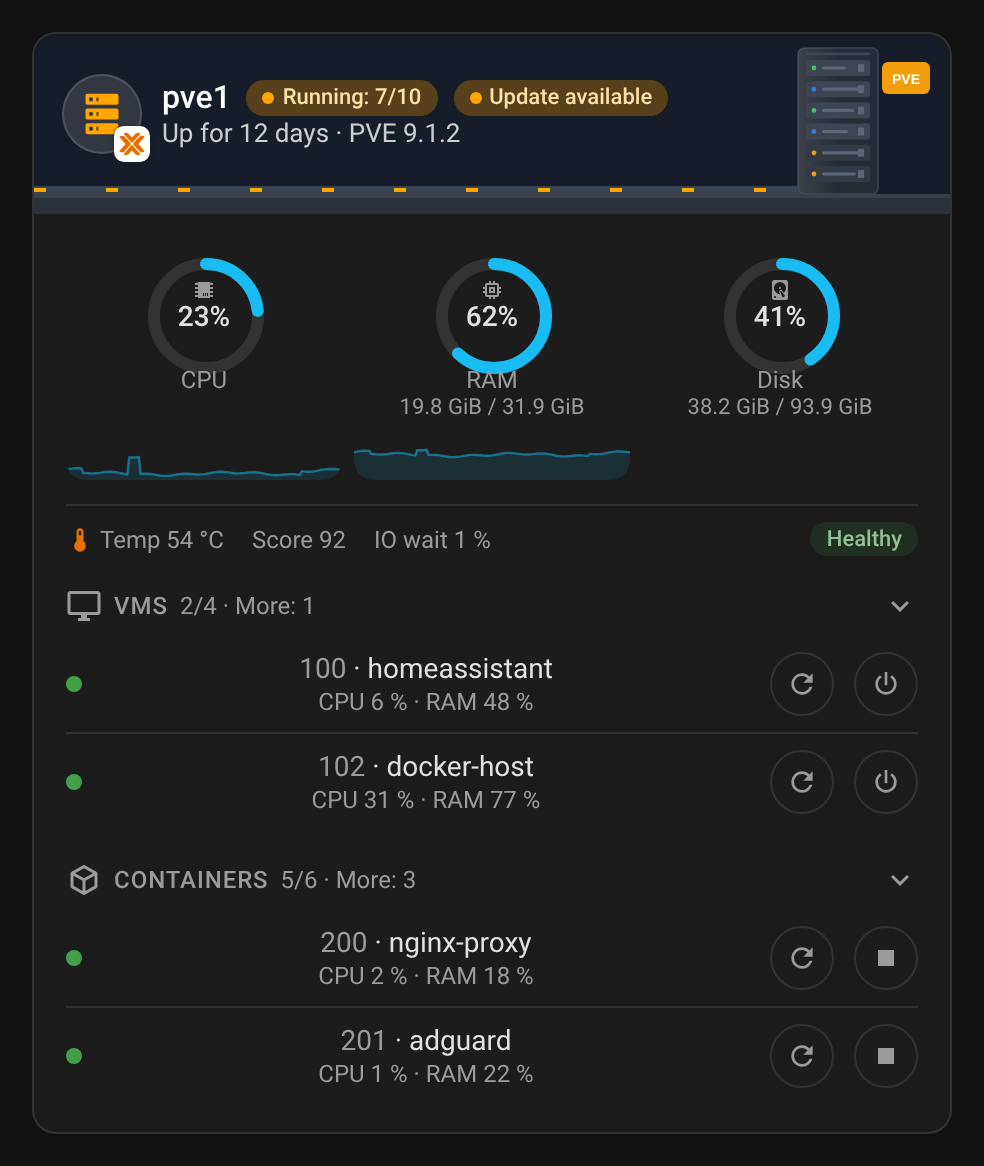 pve1 Running: 7/10 Update available
PVE
Up for 12 days · PVE 9.1.2
23% 62% 41%
CPU RAM Disk
19.8 GiB / 31.9 GiB 38.2 GiB / 93.9 GiB
Temp 54 °C Score 92 IO wait 1 % Healthy
VMS 2/4 · More: 1
100 · homeassistant
CPU 6 % · RAM 48 %
102 · docker-host
CPU 31 % · RAM 77 %
CONTAINERS 5/6 · More: 3
200 · nginx-proxy
CPU 2 % · RAM 18 %
201 · adguard
CPU 1 % · RAM 22 %